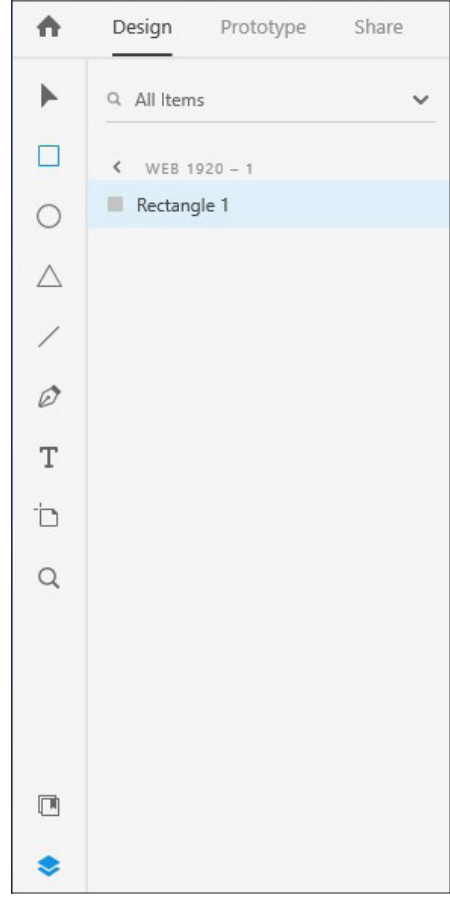 Design Prototype Share
All Items
WEB 1920 – 1
Rectangle 1
T